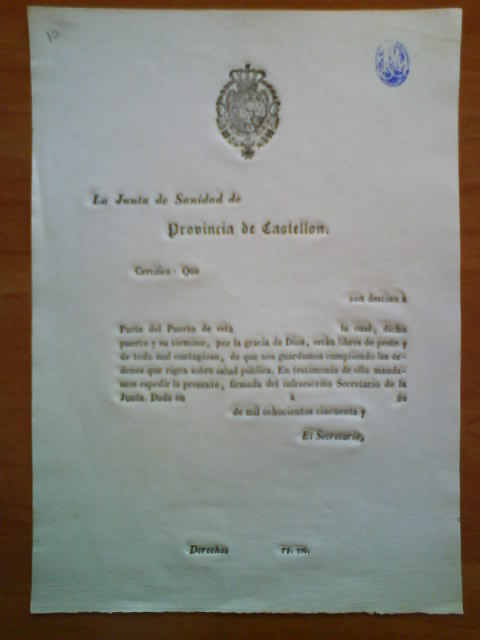 La Junta de Sanidad de
Provincia de Castellon.
Certifica: Que
con destino á
Parte del Puerto de esta la cual, dicho
puerto y su término, por la gracia de Dios, están libres de peste y
de todo mal contagioso, de que nos guardamos cumpliendo las ór-
denes que rigen sobre salud pública. En testimonio de ello manda-
mos expedir la presente, firmada del infraescrito Secretario de la
Junta. Dada en á de
de mil ochocientos cincuenta y
El Secretario,
Derechos rs. vn.